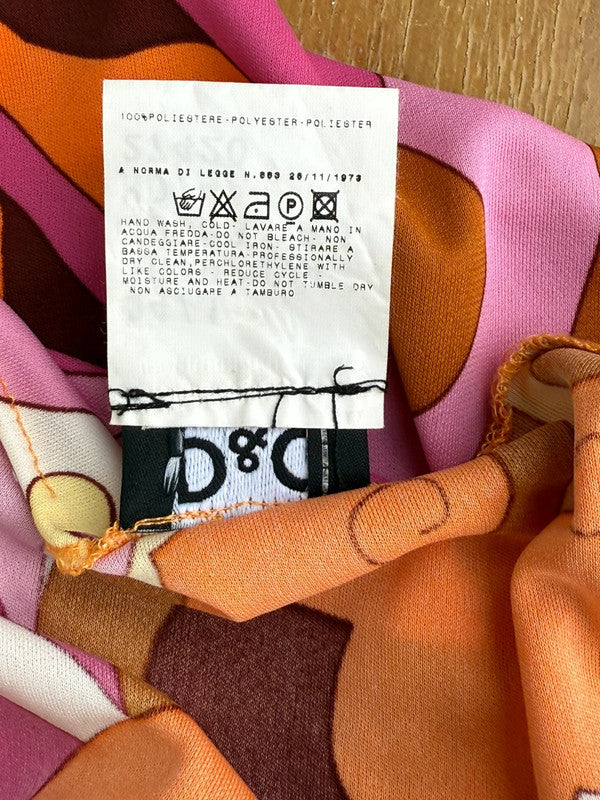 100%POLIESTERE-POLYESTER-POLIESTER
A NORMA DI LEGGE N.883 26/11/1973
HAND WASH, COLD- LAVARE A MANO IN
ACQUA FREDDA-DO NOT BLEACH- NON
CANDEGGIARE-COOL IRON- STIRARE A
BASSA TEMPERATURA-PROFESSIONALLY
DRY CLEAN,PERCHLORETHYLENE WITH
LIKE COLORS - REDUCE CYCLE -
MOISTURE AND HEAT-DO NOT TUMBLE DRY
NON ASCIUGARE A TAMBURO
D&G